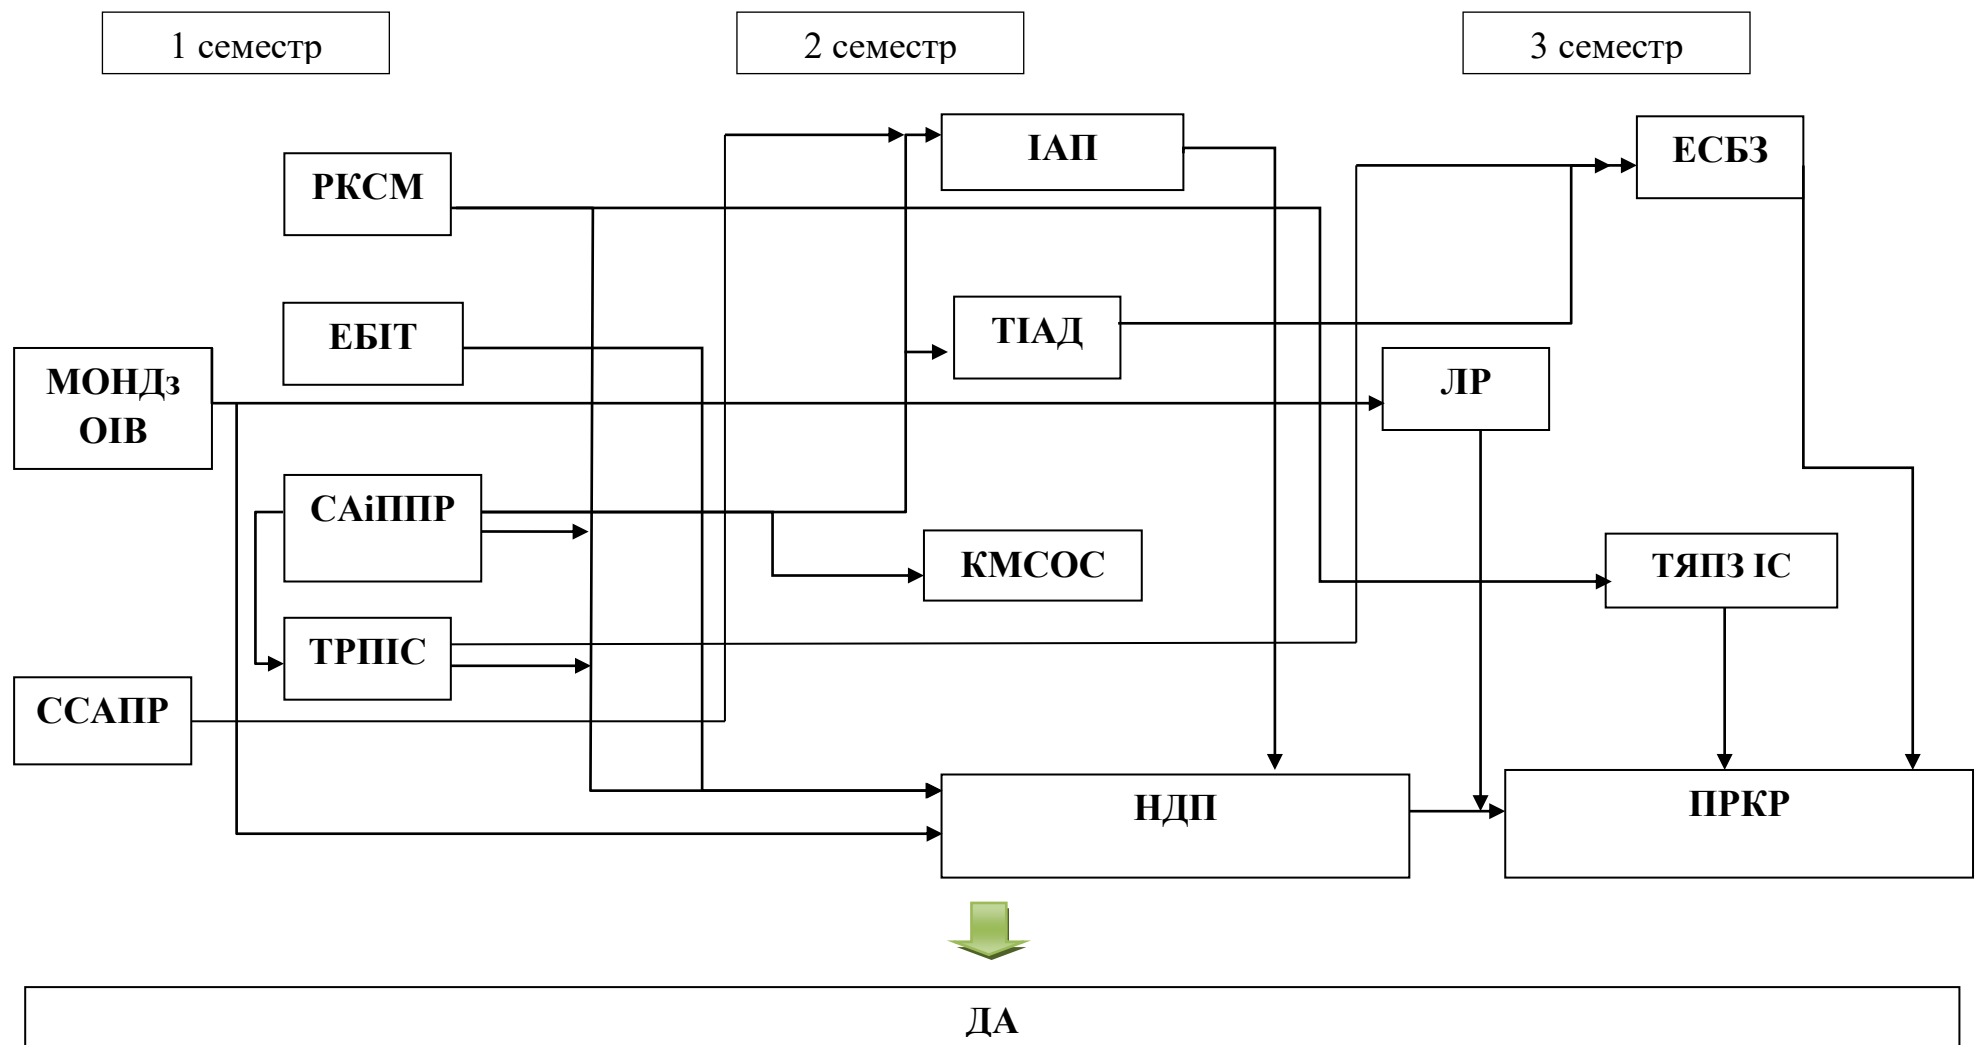 1 семестр
2 семестр
3 семестр
РКСМ
ІАП
ЕСБЗ
ЕБІТ
ТІАД
МОНДз
ОІВ
ЛР
САіППР
КМСОС
ТЯПЗ ІС
ТРПІС
ССАПР
НДП
ПРКР
ДА